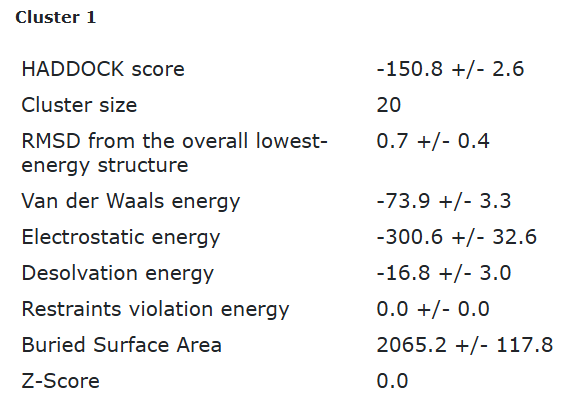 Cluster 1
HADDOCK score -150.8 +/- 2.6
Cluster size 20
RMSD from the overall lowest- 0.7 +/- 0.4
energy structure
Van der Waals energy -73.9 +/- 3.3
Electrostatic energy -300.6 +/- 32.6
Desolvation energy -16.8 +/- 3.0
Restraints violation energy 0.0 +/- 0.0
Buried Surface Area 2065.2 +/- 117.8
Z-Score 0.0